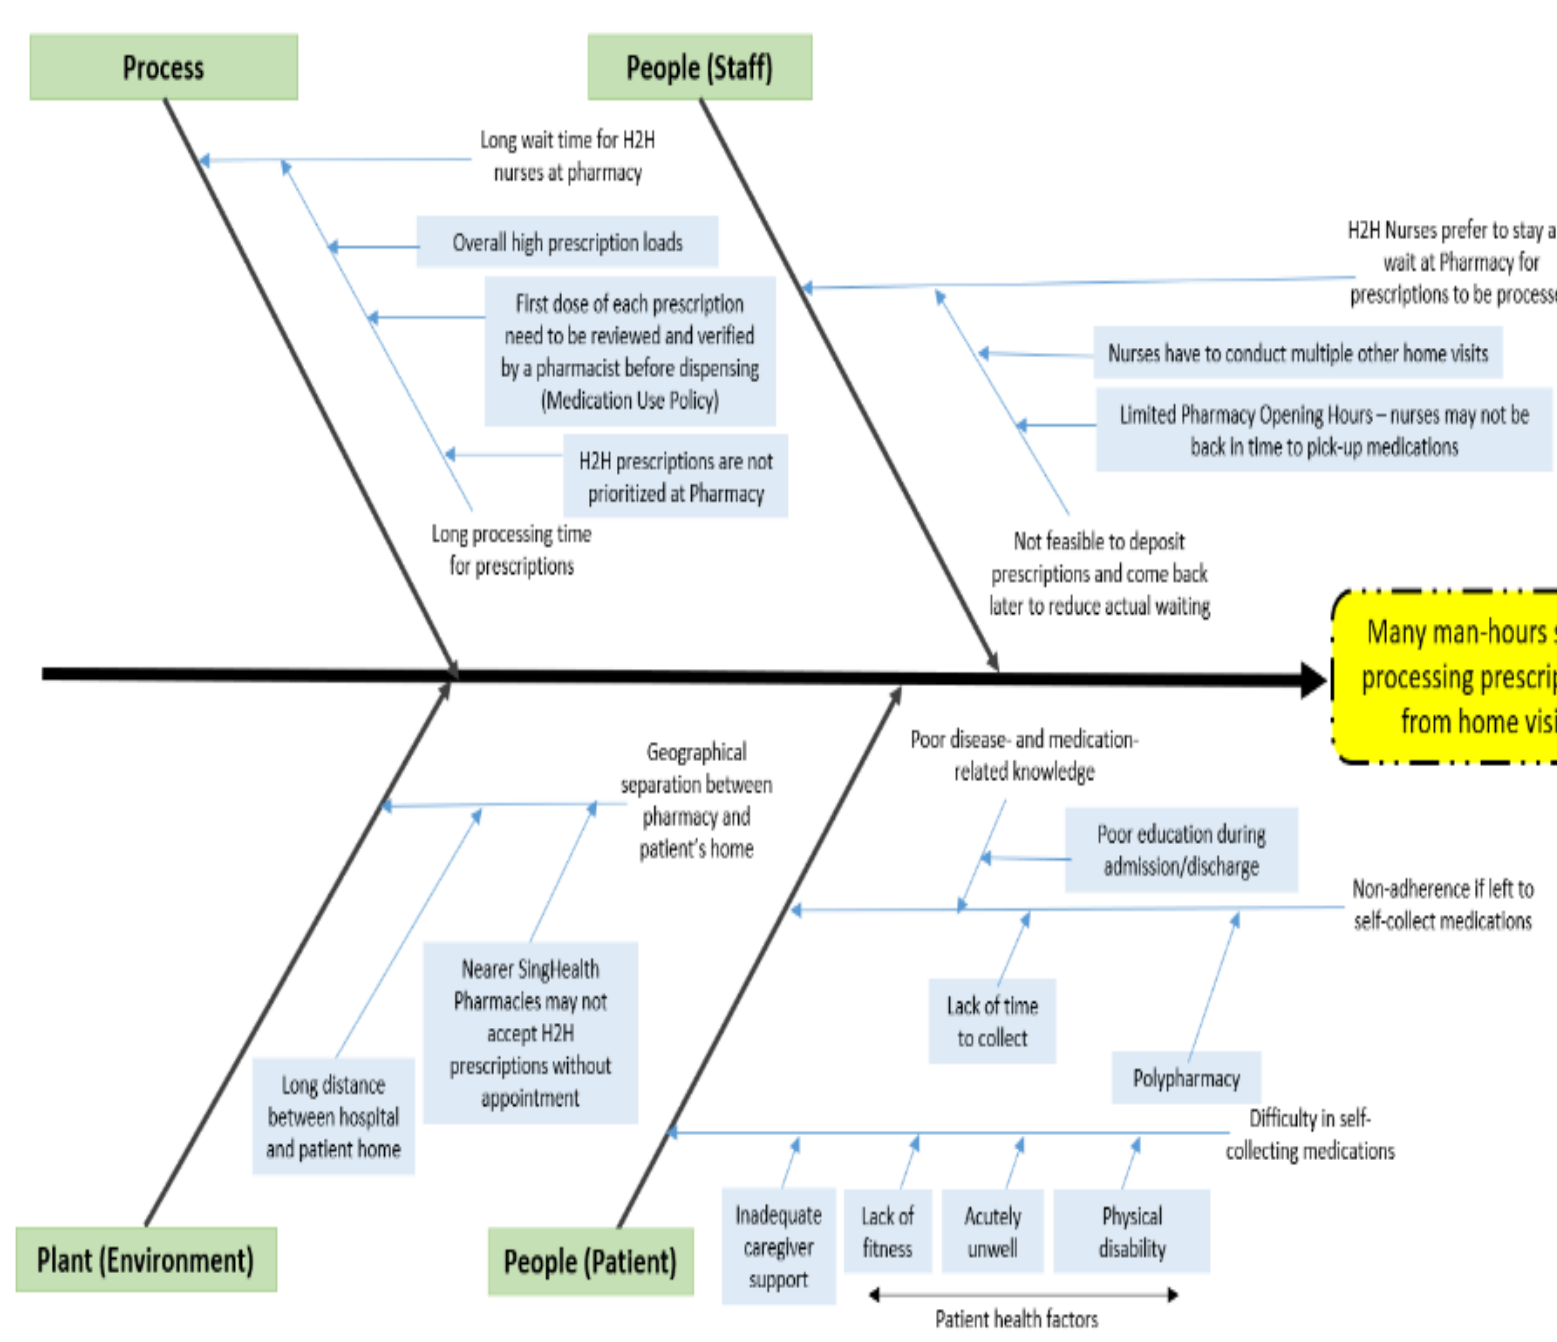 Process
People (Staff)
Long wait time for H2H
nurses at pharmacy
Overall high prescription loads
First dose of each prescription
need to be reviewed and verified
by a pharmacist before dispensing
(Medication Use Policy)
H2H prescriptions are not
prioritized at Pharmacy
Long processing time
for prescriptions
H2H Nurses prefer to stay
wait at Pharmacy for
prescriptions to be
Nurses have to conduct multiple other home visits
Limited Pharmacy Opening Hours – nurses may not be
back in time to pick-up medications
Not feasible to deposit
prescriptions and come back
later to reduce actual waiting
Many man-hours
processing
from home
Geographical
separation between
pharmacy and
patient's home
Nearer SingHealth
Pharmacies may not
accept H2H
prescriptions without
appointment
Long distance
between hospital
and patient home
Poor disease- and medication-
related knowledge
Poor education during
admission/discharge
Non-adherence if left to
self-collect medications
Lack of time
to collect
Polypharmacy
Difficulty in self-
collecting medications
Inadequate
caregiver
support
Lack of
fitness
Acutely
unwell
Physical
disability
Patient health factors
Plant (Environment)
People (Patient)